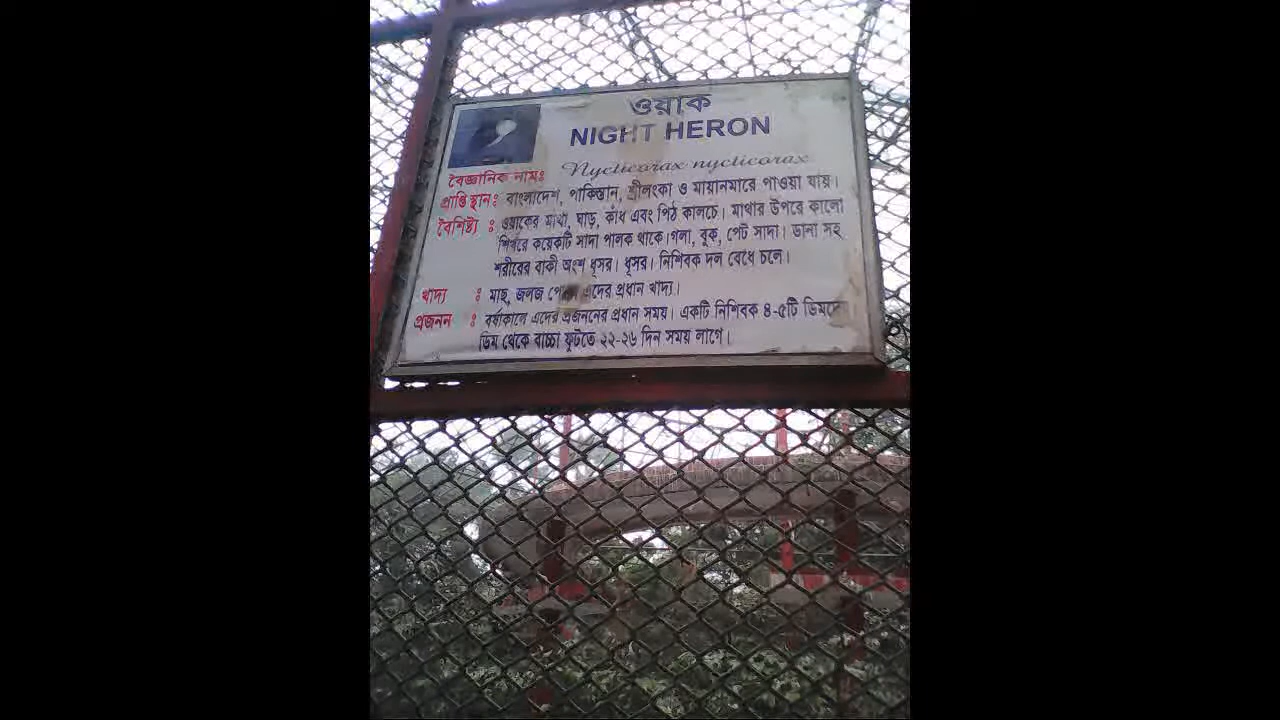 ওয়াক
NIGHT HERON
বৈজ্ঞানিক নামঃ Nycticorax nycticorax
প্রাপ্তি স্থান: বাংলাদেশ, পাকিস্তান, শ্রীলংকা ও মায়ানমারে পাওয়া যায়।
বৈশিষ্ট্য : ওয়াকের মাথা, ঘাড়, কাঁধ এবং পিঠ কালচে। মাথার উপরে কালো
শিখরে কয়েকটি সাদা পালক থাকে। গলা, বুক, পেট সাদা। ডানা সহ
শরীরের বাকী অংশ ধূসর। ধূসর। নিশিবক দল বেধে চলে।
খাদ্য : মাছ, জলজ এদের প্রধান খাদ্য।
প্রজনন : বর্ষাকালে এদের প্রজননের প্রধান সময়। একটি নিশিবক ৪-৫টি
ডিম থেকে বাচ্চা ফুটতে ২২-২৬ দিন সময় লাগে।